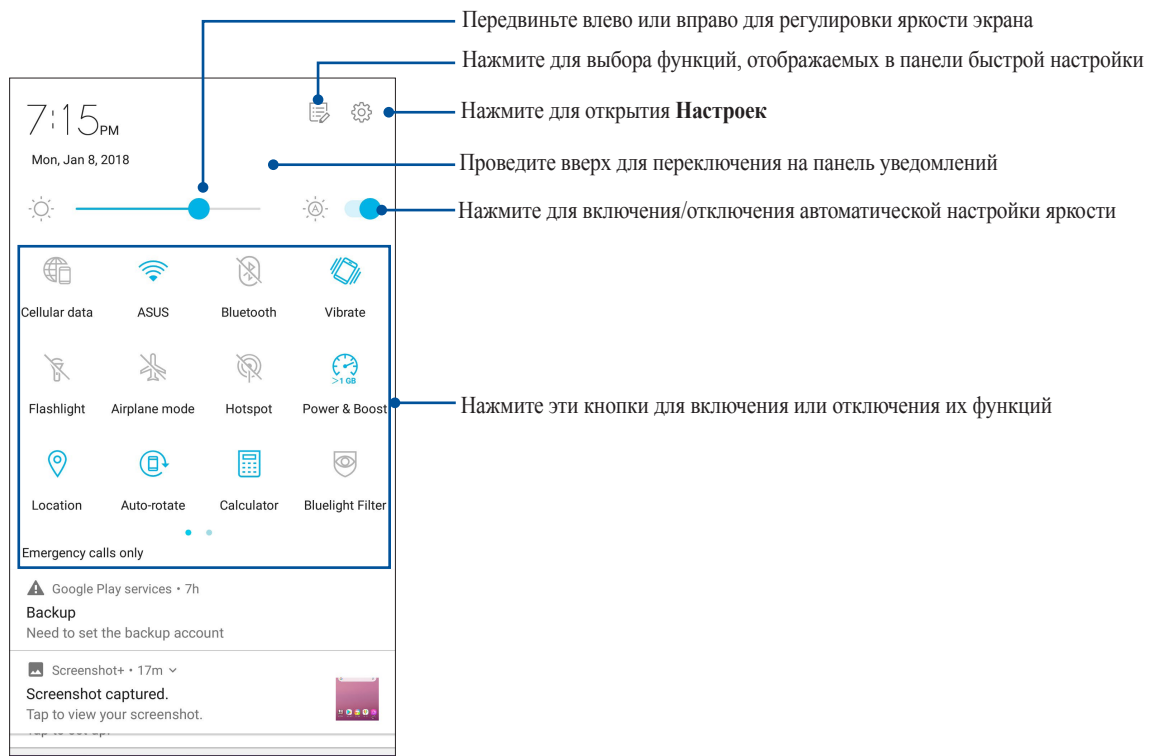 Передвиньте влево или вправо для регулировки яркости экрана
Нажмите для выбора функций, отображаемых в панели быстрой настройки
7:15 PM
Нажмите для открытия Настроек
Mon, Jan 8, 2018
Проведите вверх для переключения на панель уведомлений
A
Нажмите для включения/отключения автоматической настройки яркости
Cellular data ASUS Bluetooth Vibrate
>1 GB
Flashlight Airplane mode Hotspot Power & Boost
Нажмите эти кнопки для включения или отключения их функций
Location Auto-rotate Calculator Bluelight Filter
Emergency calls only
Google Play services • 7h
Backup
Need to set the backup account
Screenshot+ • 17m
Screenshot captured.
Tap to view your screenshot.